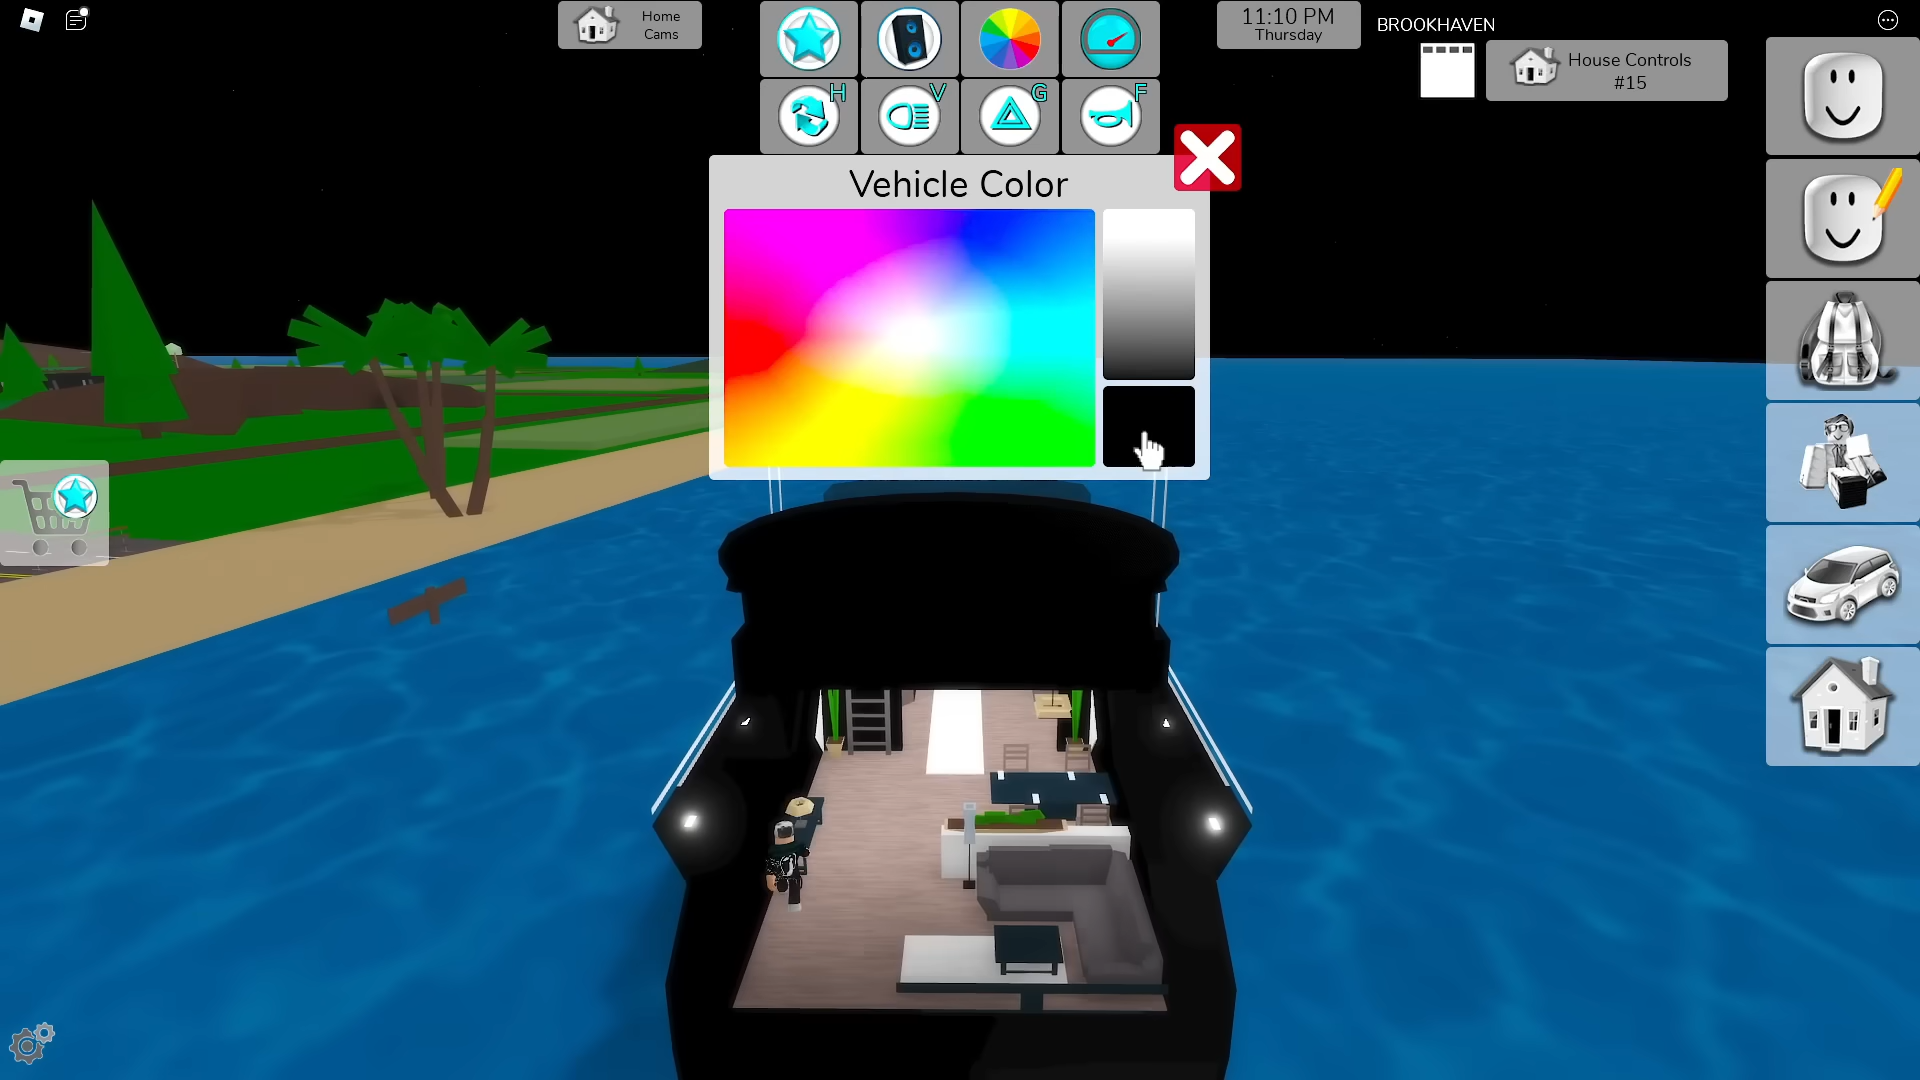 Home
Cams
H
V
G
F
11:10 PM
Thursday
BROOKHAVEN
House Controls
#15
Vehicle Color